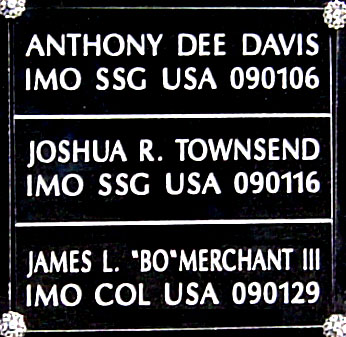 ANTHONY DEE DAVIS
IMO SSG USA 090106
JOSHUA R. TOWNSEND
IMO SSG USA 090116
JAMES L. "BO" MERCHANT III
IMO COL USA 090129